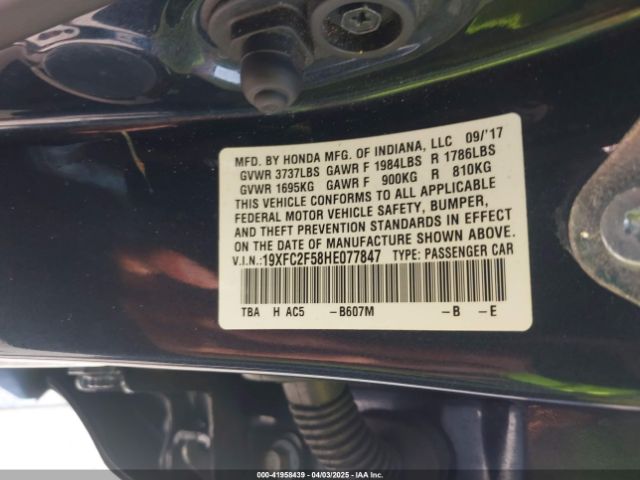 MFD. BY HONDA MFG. OF INDIANA, LLC 09/'17
GVWR 3737LBS GAWR F 1984LBS R 1786LBS
GVWR 1695KG GAWR F 900KG R 810KG
THIS VEHICLE CONFORMS TO ALL APPLICABLE
FEDERAL MOTOR VEHICLE SAFETY, BUMPER,
AND THEFT PREVENTION STANDARDS IN EFFECT
ON THE DATE OF MANUFACTURE SHOWN ABOVE.
V.I.N.:19XFC2F58HE077847 TYPE: PASSENGER CAR
TBA H AC5 -B607M -B -E
000-41958439 - 04/03/2025 - IAA Inc.